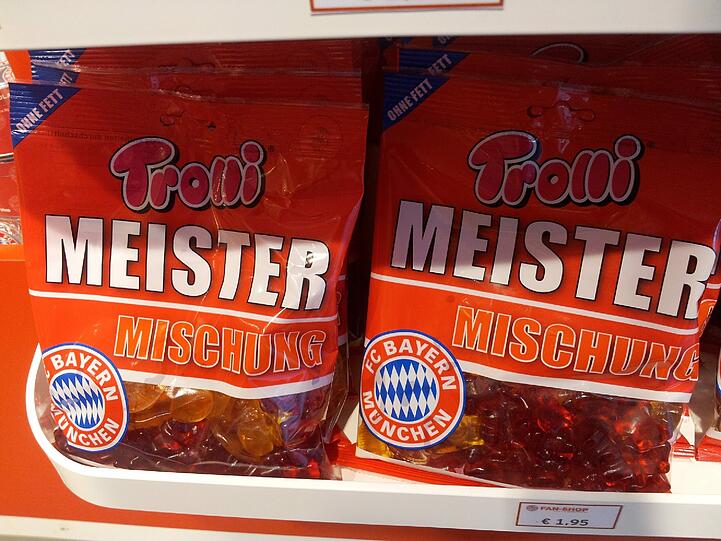 OHNE FETT
Trolli
MEISTER
MISCHUNG
FC BAYERN
MÜNCHEN
OHNE FETT
Trolli
MEISTER
MISCHUNG
FC BAYERN
MÜNCHEN
FAN-SHOP
€ 1.95